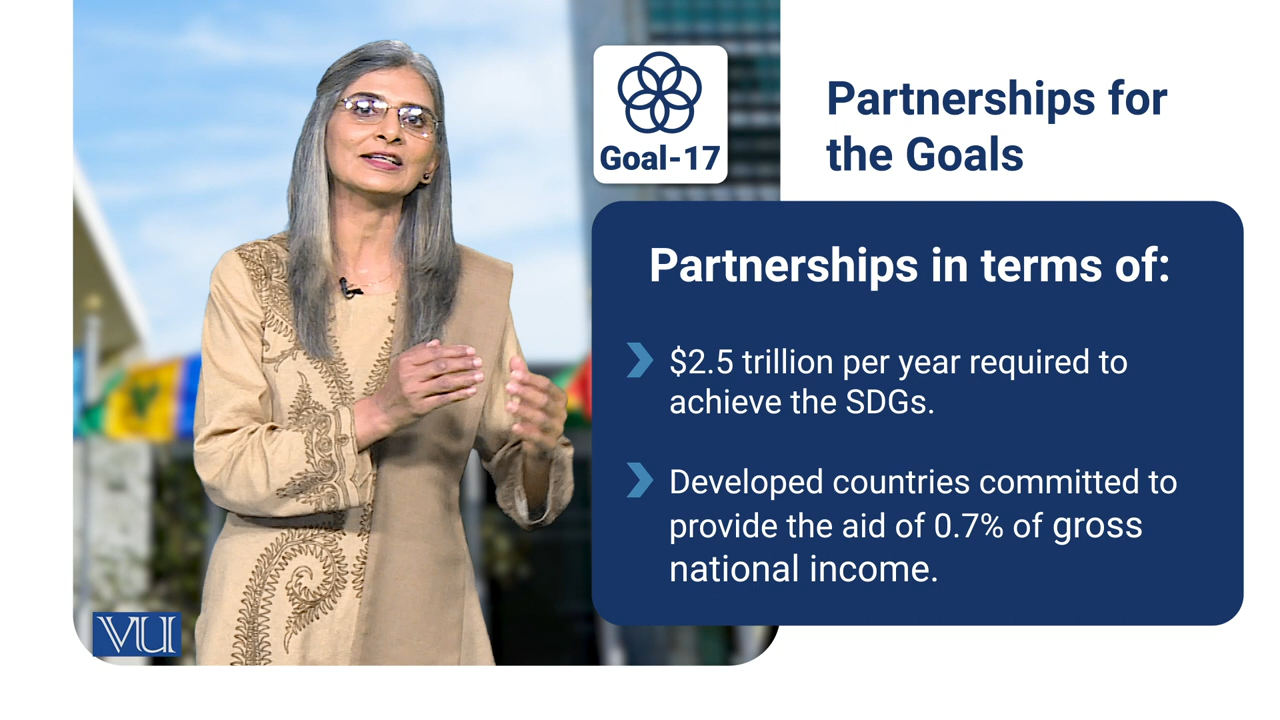 Goal-17
Partnerships for
the Goals
Partnerships in terms of:
$2.5 trillion per year required to
achieve the SDGs.
Developed countries committed to
provide the aid of 0.7% of gross
national income.
VU